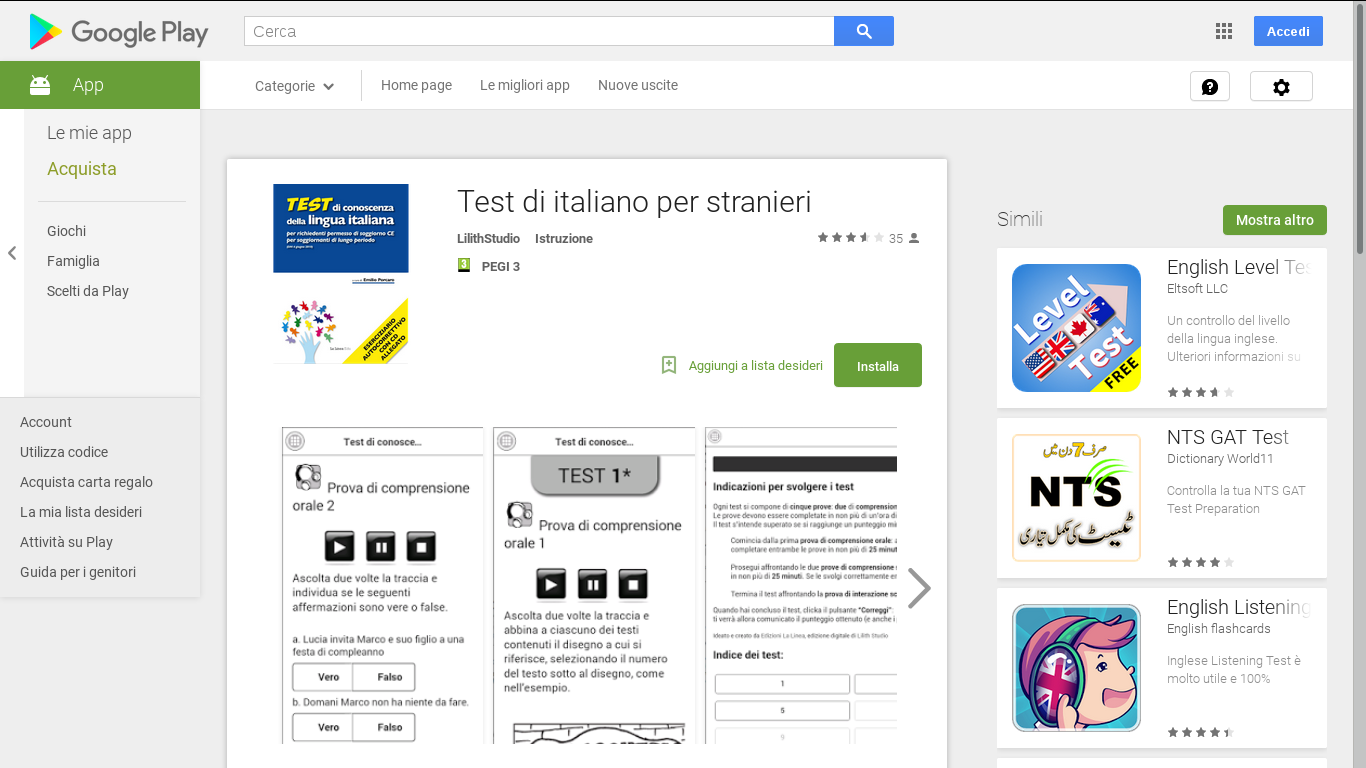 Google Play
Cerca
Accedi
App
Categorie
Home page
Le migliori app
Nuove uscite
Le mie app
Acquista
Giochi
Famiglia
Scelti da Play
Account
Utilizza codice
Acquista carta regalo
La mia lista desideri
Attività su Play
Guida per i genitori
TEST di conoscenza
della lingua italiana
per richiedenti permesso di soggiorno CE
per soggiornanti di lungo periodo
ESERCIZIARIO
AUTOCORRETTIVO
CON CD
ALLEGATO
Test di italiano per stranieri
LilithStudio Istruzione
35
3 PEGI 3
Aggiungi a lista desideri
Installa
Test di conosce...
Prova di comprensione
orale 2
Ascolta due volte la traccia e
individua se le seguenti
affermazioni sono vere o false.
a. Lucia invita Marco e suo figlio a una
festa di compleanno
Vero Falso
b. Domani Marco non ha niente da fare.
Vero Falso
Test di conosce...
TEST 1*
Prova di comprensione
orale 1
Ascolta due volte la traccia e
abbina a ciascuno dei testi
contenuti il disegno a cui si
riferisce, selezionando il numero
del testo sotto al disegno, come
nell'esempio.
Indicazioni per svolgere i test
Ogni test si compone di cinque prove: due di comprension
Le prove devono essere completate in non più di un'ora di
Il test s'intende superato se si raggiunge un punteggio mi
Comincia dalla prima prova di comprensione orale: a
completare entrambe le prove in non più di 25 minut
Prosegui affrontando le due prove di comprensione
in non più di 25 minuti. Se le svolgi correttamente
Termina il test affrontando la prova di interazione sc
Quando hai concluso il test, clicka il pulsante "Correggi":
ti verrà allora comunicato il punteggio ottenuto (e anche i
Ideato e creato da Edizioni La Linea, edizione digitale di Lilith Studio
Indice dei test:
1
5
9
Simili
Mostra altro
Level
Test
FREE
English Level Tes
Eltsoft LLC
Un controllo del livello
della lingua inglese.
Ulteriori informazioni su
صرف 7 دن میں
NTS
ٹیسٹ کی مکمل تیاری
NTS GAT Test
Dictionary World11
Controlla la tua NTS GAT
Test Preparation
English Listening
English flashcards
Inglese Listening Test è
molto utile e 100%